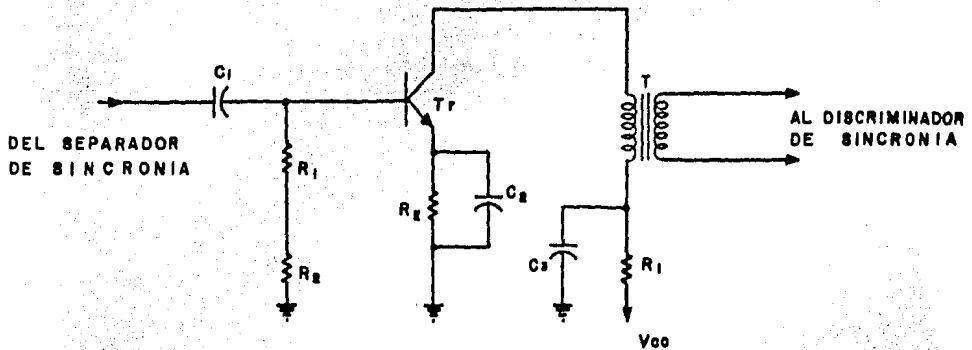 C1
Tr
T
DEL SEPARADOR
DE SINCRONIA
R1
R2
RE
C2
C3
R1
Vcc
AL DISCRIMINADOR
DE SINCRONIA